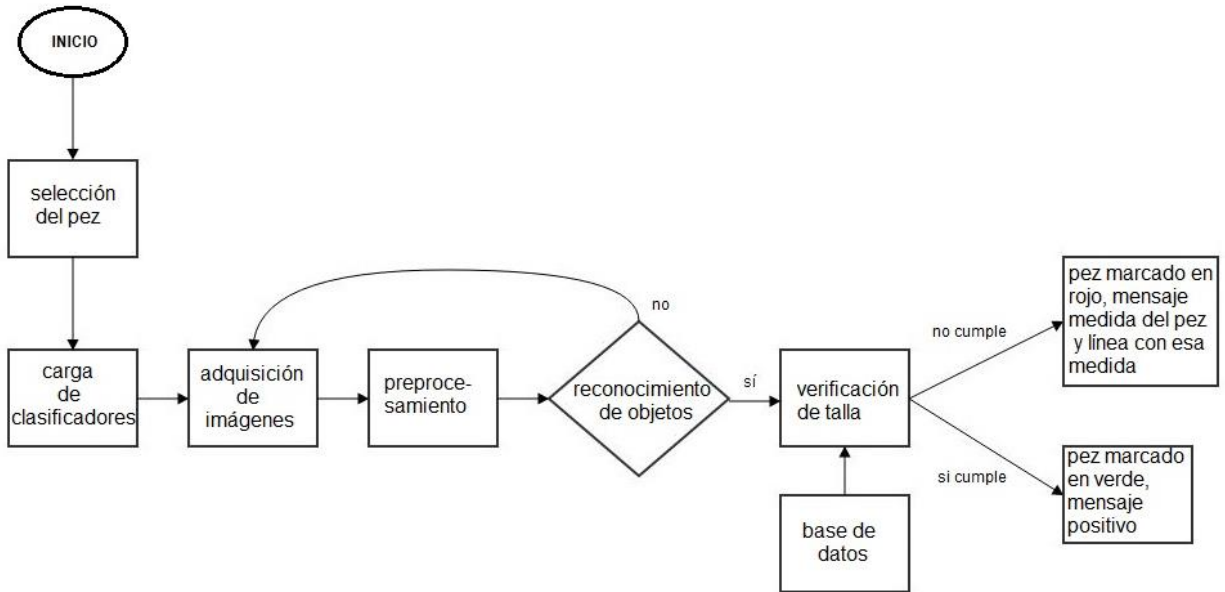 INICIO
selección
del pez
carga
de
clasificadores
adquisición
de
imágenes
preproce-
samiento
reconocimiento
de objetos
no
sí
verificación
de talla
base de
datos
no cumple
si cumple
pez marcado en
rojo, mensaje
medida del pez
y línea con esa
medida
pez marcado
en verde,
mensaje
positivo